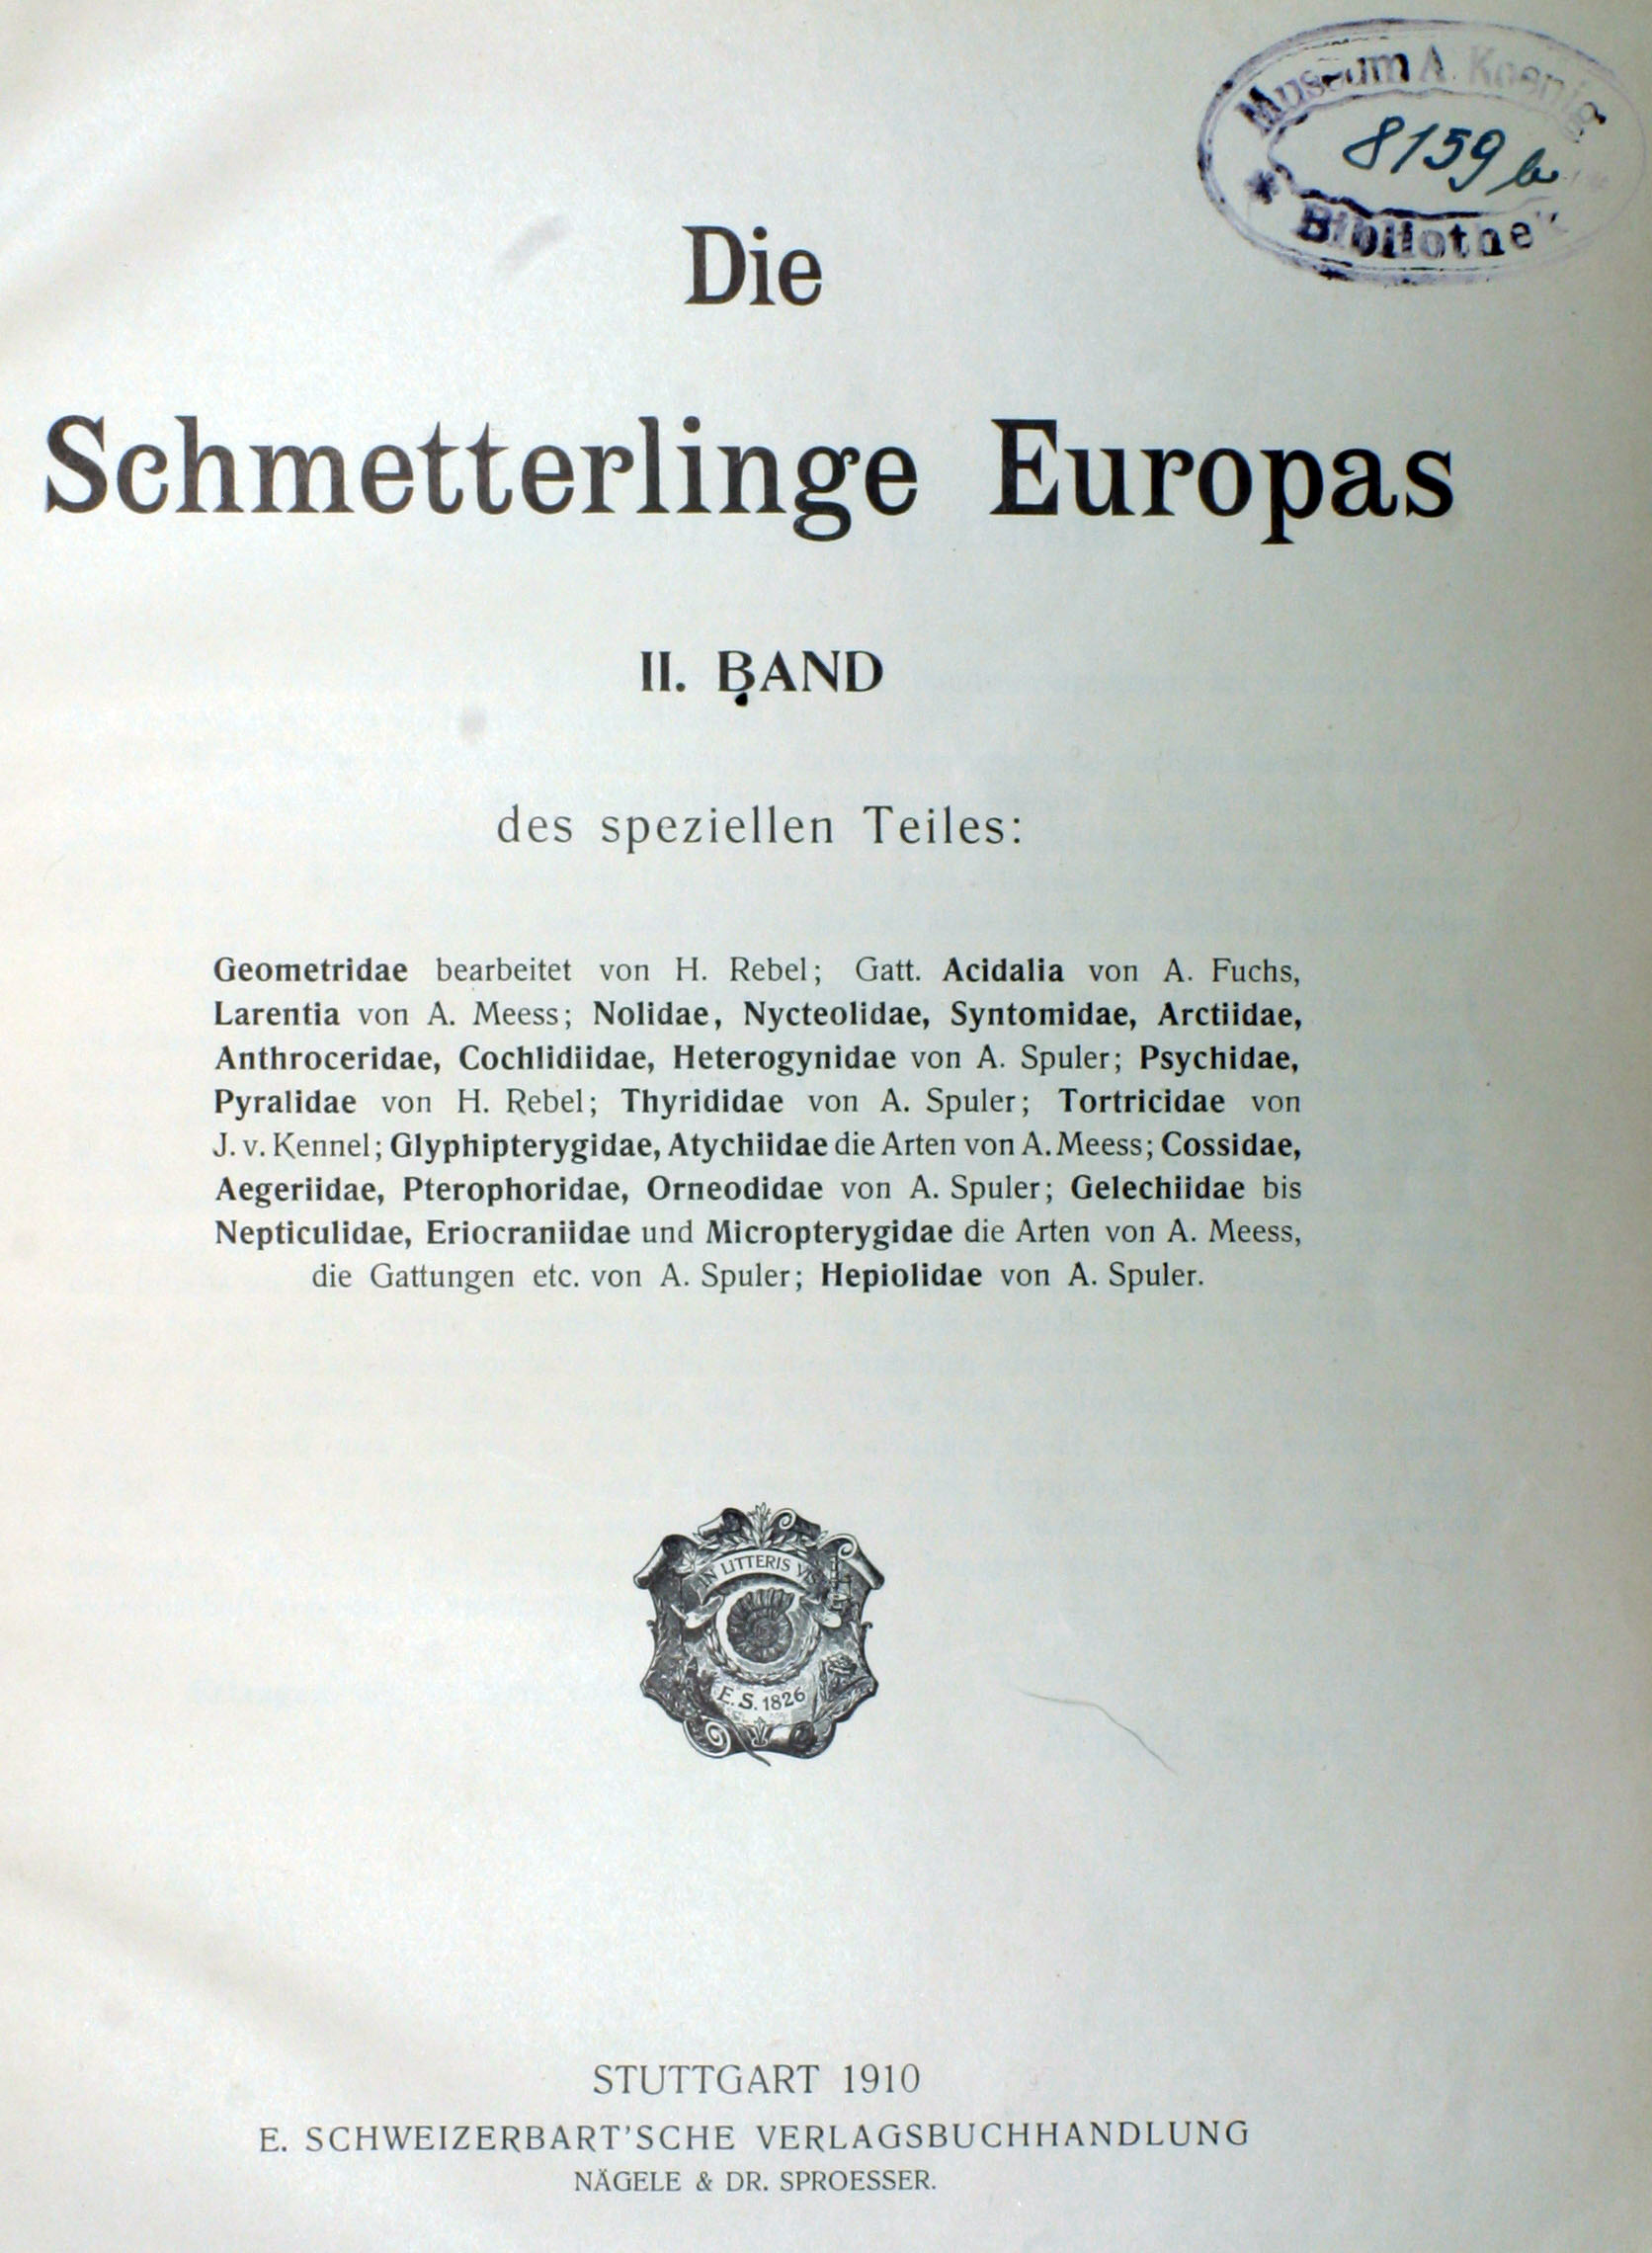 Museum A. Koenig
8159 b
* Bibliothek *
Die
Schmetterlinge Europas
II. BAND
des speziellen Teiles:
Geometridae bearbeitet von H. Rebel; Gatt. Acidalia von A. Fuchs,
Larentia von A. Meess; Nolidae, Nycteolidae, Syntomidae, Arctiidae,
Anthroceridae, Cochlidiidae, Heterogynidae von A. Spuler; Psychidae,
Pyralidae von H. Rebel; Thyrididae von A. Spuler; Tortricidae von
J. v. Kennel; Glyphipterygidae, Atychiidae die Arten von A. Meess; Cossidae,
Aegeriidae, Pterophoridae, Orneodidae von A. Spuler; Gelechiidae bis
Nepticulidae, Eriocraniidae und Micropterygidae die Arten von A. Meess,
die Gattungen etc. von A. Spuler; Hepiolidae von A. Spuler.
IN LITTERIS VIS
E. S. 1826
STUTTGART 1910
E. SCHWEIZERBART'SCHE VERLAGSBUCHHANDLUNG
NÄGELE & DR. SPROESSER.